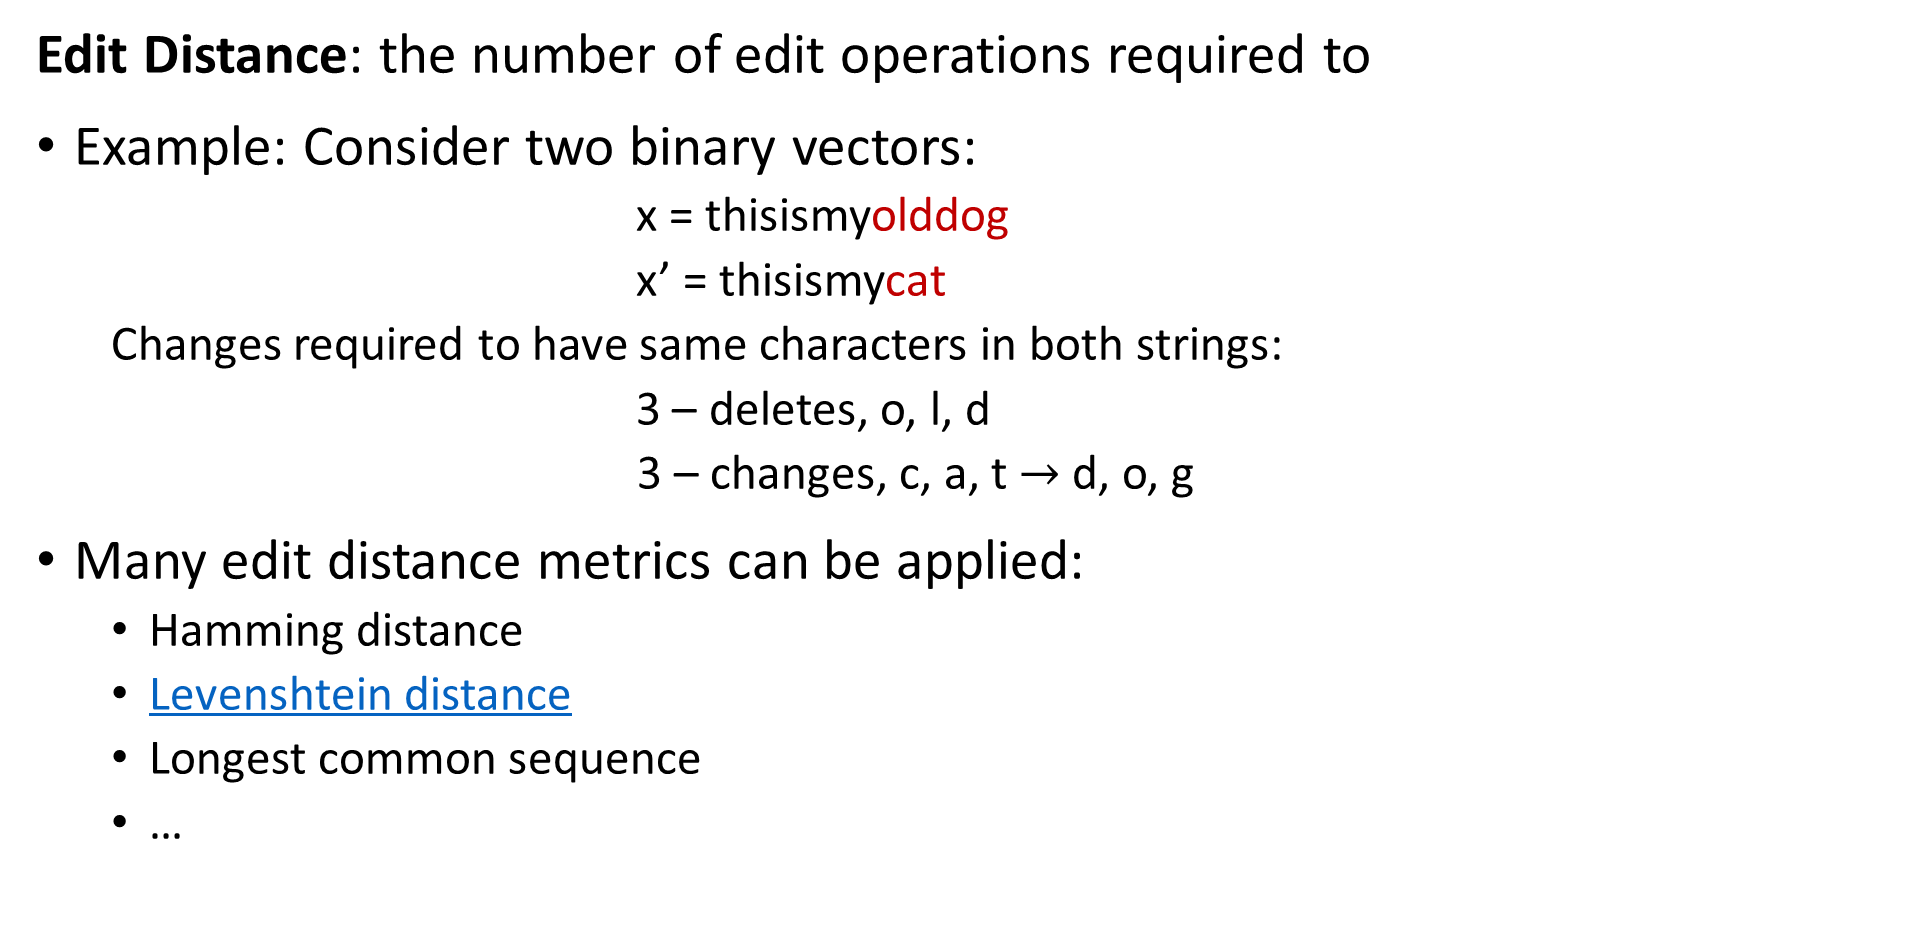 Edit Distance: the number of edit operations required to
• Example: Consider two binary vectors:
x = thisismyolddog
x’ = thisismycat
Changes required to have same characters in both strings:
3 – deletes, o, l, d
3 – changes, c, a, t → d, o, g
• Many edit distance metrics can be applied:
• Hamming distance
• Levenshtein distance
• Longest common sequence
• …